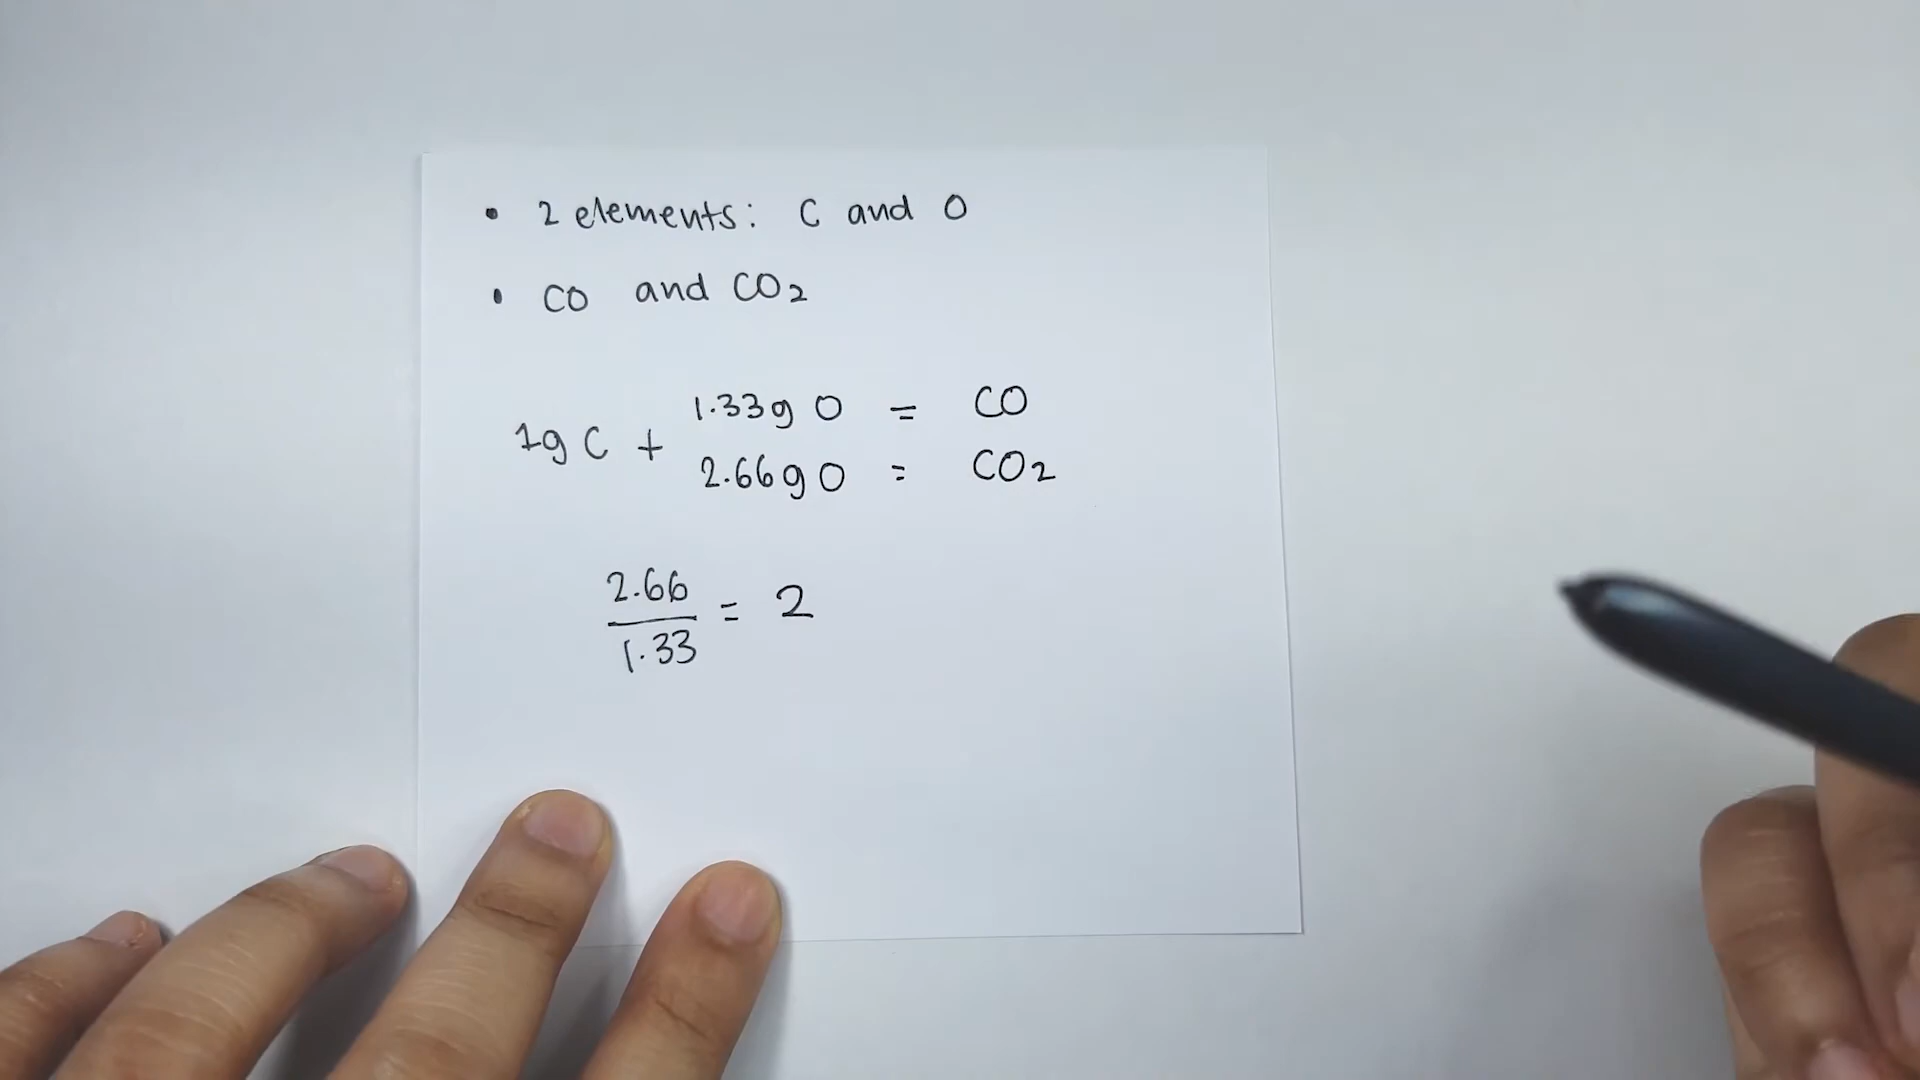 • 2 elements: C and O
• CO and CO2
1g C + 1.33g O = CO
2.66g O = CO2
2.66
1.33 = 2